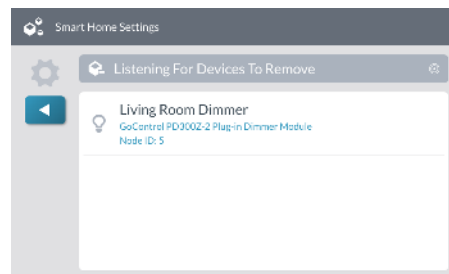 Smart Home Settings
Listening For Devices To Remove
Living Room Dimmer
GoControl PD300Z-2 Plug-in Dimmer Module
Node ID: 5